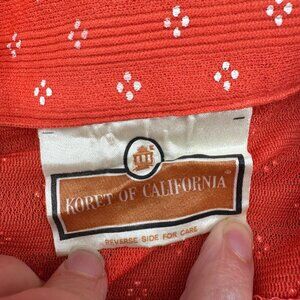 KORET OF CALIFORNIA
REVERSE SIDE FOR CARE